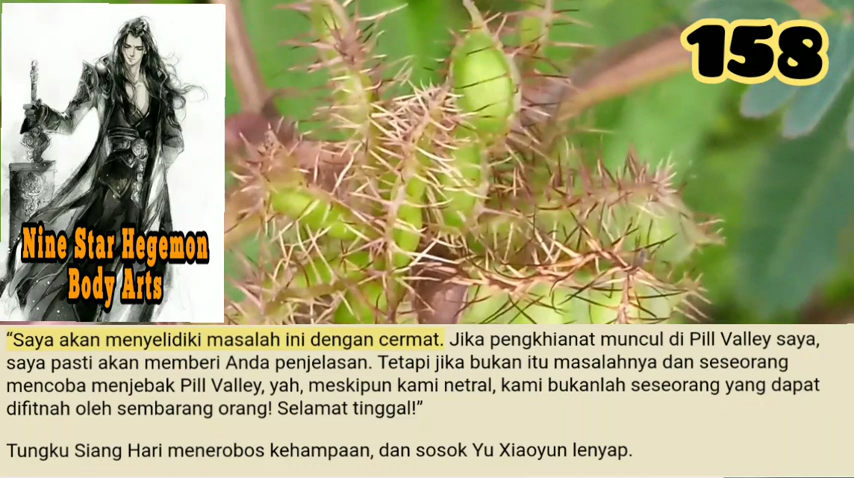 158
Nine Star Hegemon
Body Arts
“Saya akan menyelidiki masalah ini dengan cermat. Jika pengkhianat muncul di Pill Valley saya,
saya pasti akan memberi Anda penjelasan. Tetapi jika bukan itu masalahnya dan seseorang
mencoba menjebak Pill Valley, yah, meskipun kami netral, kami bukanlah seseorang yang dapat
difitnah oleh sembarang orang! Selamat tinggal!”
Tungku Siang Hari menerobos kehampaan, dan sosok Yu Xiaoyun lenyap.